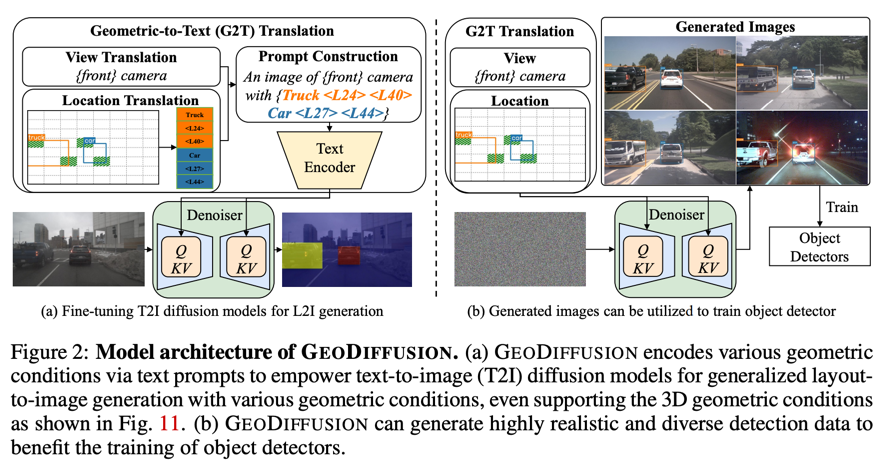 Geometric-to-Text (G2T) Translation
View Translation
{front} camera
Location Translation
truck
car
Truck
<L24>
<L40>
Car
<L27>
<L44>
Prompt Construction
An image of {front} camera
with {Truck <L24> <L40>
Car <L27> <L44>}
Text
Encoder
Denoiser
Q
KV
Q
KV
(a) Fine-tuning T2I diffusion models for L2I generation
G2T Translation
View
{front} camera
Location
truck
car
Generated Images
Denoiser
Q
KV
Q
KV
Train
Object
Detectors
(b) Generated images can be utilized to train object detector
Figure 2: Model architecture of GEODIFFUSION. (a) GEODIFFUSION encodes various geometric
conditions via text prompts to empower text-to-image (T2I) diffusion models for generalized layout-
to-image generation with various geometric conditions, even supporting the 3D geometric conditions
as shown in Fig. 11. (b) GEODIFFUSION can generate highly realistic and diverse detection data to
benefit the training of object detectors.